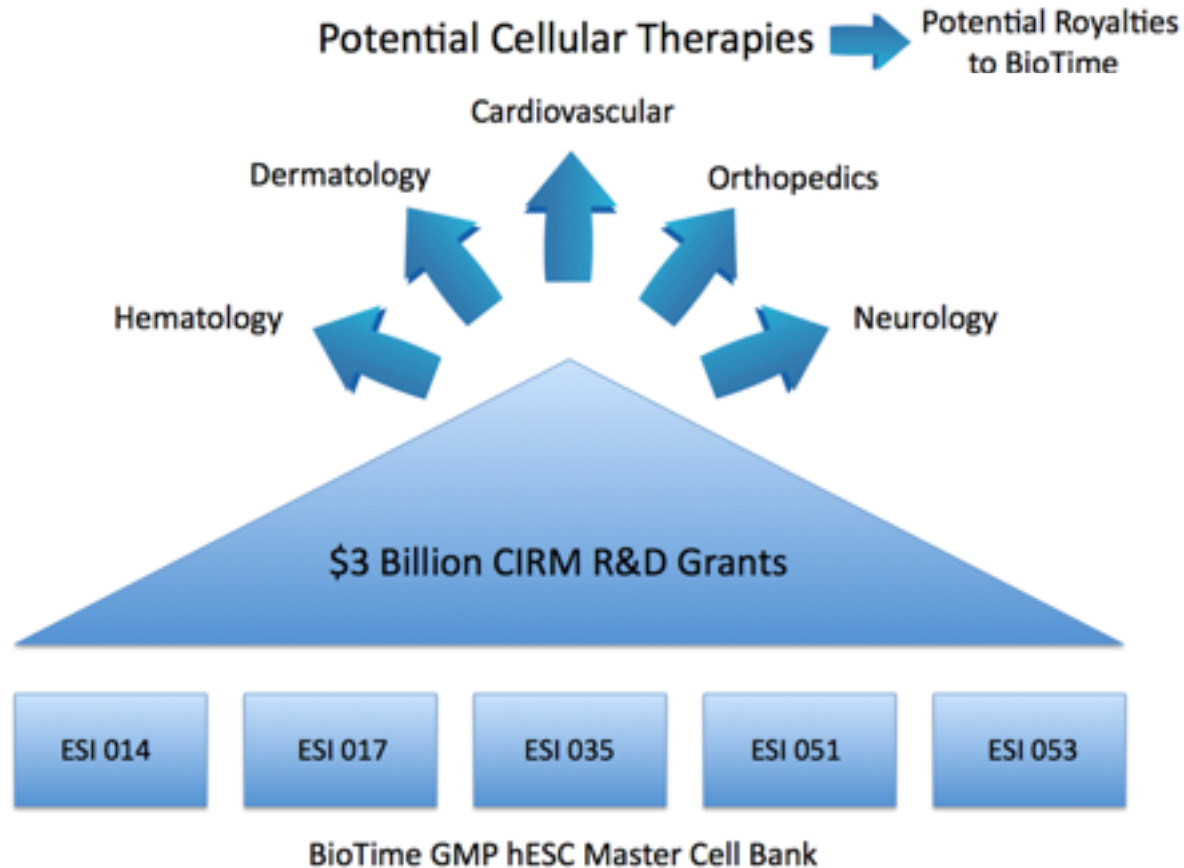 Potential Cellular Therapies
Potential Royalties
to BioTime
Cardiovascular
Dermatology
Orthopedics
Hematology
Neurology
$3 Billion CIRM R&D Grants
ESI 014
ESI 017
ESI 035
ESI 051
ESI 053
BioTime GMP hESC Master Cell Bank